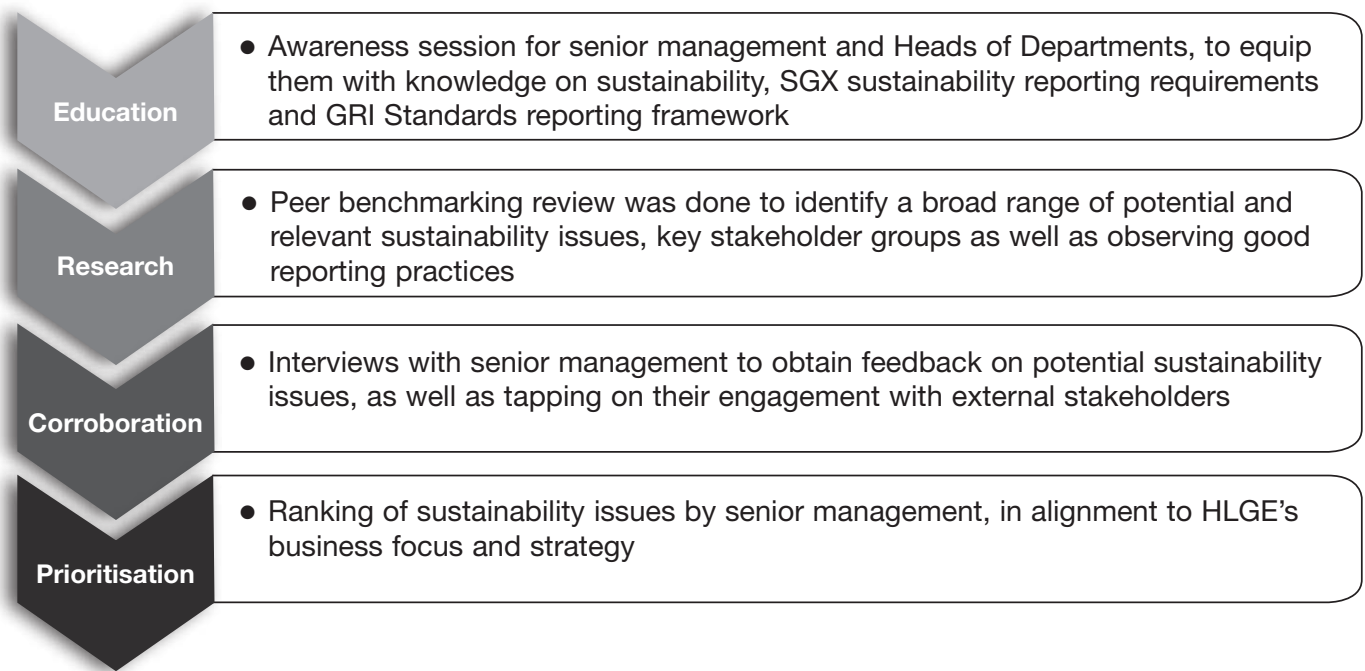 Education
● Awareness session for senior management and Heads of Departments, to equip
them with knowledge on sustainability, SGX sustainability reporting requirements
and GRI Standards reporting framework
Research
● Peer benchmarking review was done to identify a broad range of potential and
relevant sustainability issues, key stakeholder groups as well as observing good
reporting practices
Corroboration
● Interviews with senior management to obtain feedback on potential sustainability
issues, as well as tapping on their engagement with external stakeholders
Prioritisation
● Ranking of sustainability issues by senior management, in alignment to HLGE’s
business focus and strategy